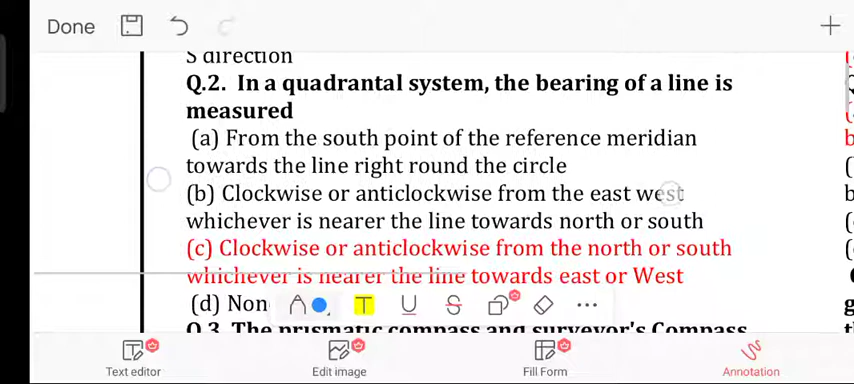 Done
S direction
Q.2. In a quadrantal system, the bearing of a line is
measured
(a) From the south point of the reference meridian
towards the line right round the circle
(b) Clockwise or anticlockwise from the east west
whichever is nearer the line towards north or south
(c) Clockwise or anticlockwise from the north or south
whichever is nearer the line towards east or West
(d) Non
T
U
S
Q.3. The prismatic compass and surveyor's Compass
Text editor
Edit image
Fill Form
Annotation